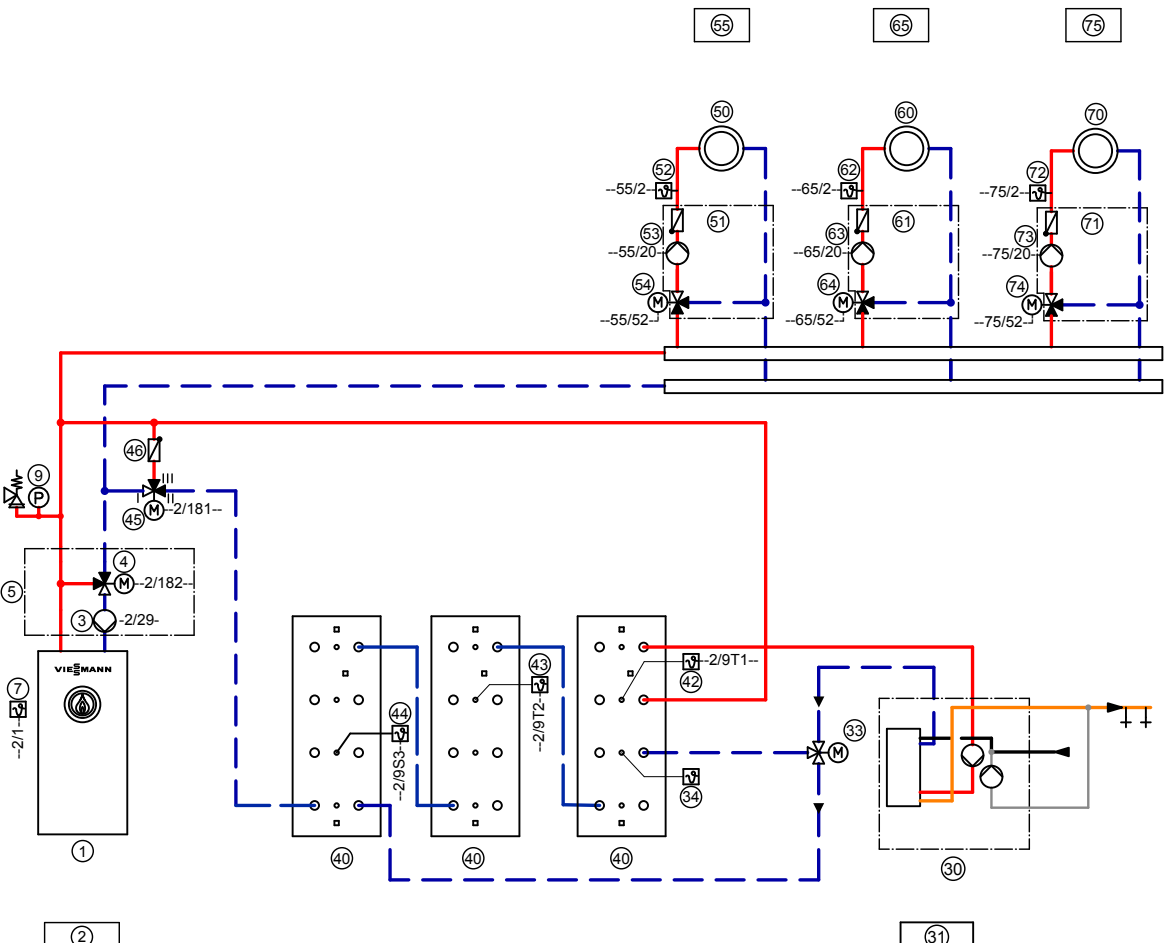 55 65 75
50 60 70
52 62 72
--55/2-- --65/2-- --75/2--
51 61 71
53 63 73
--55/20-- --65/20-- --75/20--
54 64 74
M M M
--55/52-- --65/52-- --75/52--
46
9
P
III
I II
45 M --2/181--
4
5 M --2/182--
3 --2/29-
VIESMANN
7
--2/1--
44
--2/9S3--
43
--2/9T2--
--2/9T1--
42
34
33
M
1
40 40 40
30
2 31